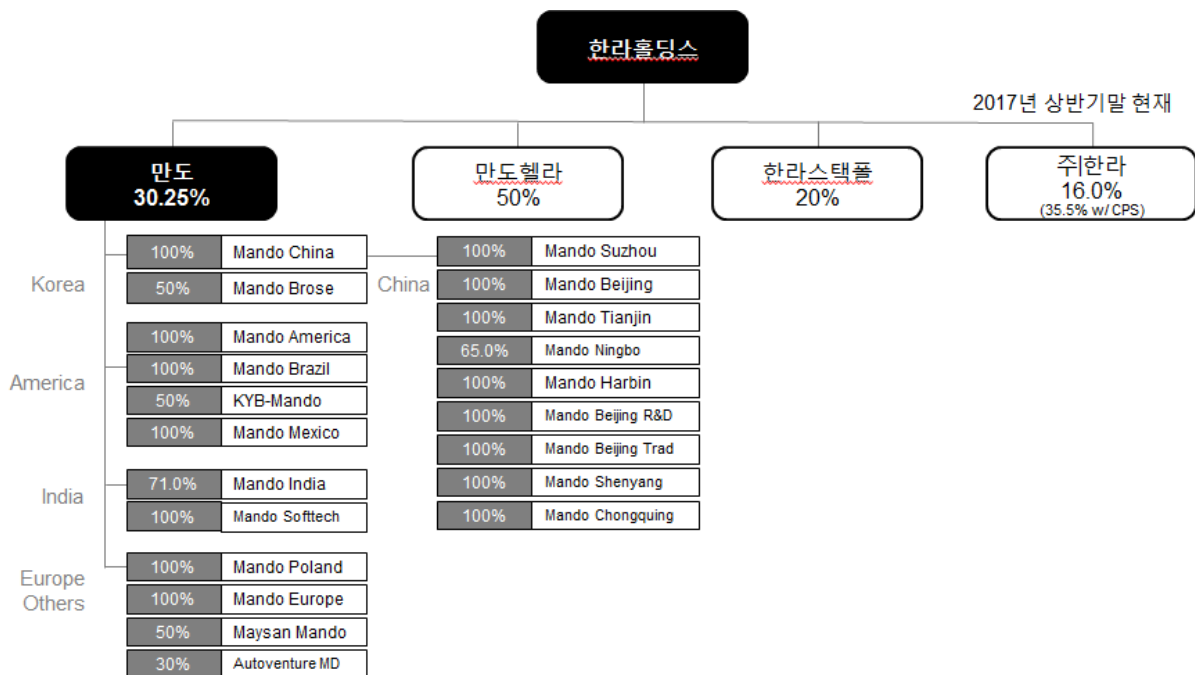 한라홀딩스
2017년 상반기말 현재
만도
30.25%
만도헬라
50%
한라스택폴
20%
주|한라
16.0%
(35.5% w/ CPS)
Korea
100% Mando China
50% Mando Brose
America
100% Mando America
100% Mando Brazil
50% KYB-Mando
100% Mando Mexico
India
71.0% Mando India
100% Mando Softtech
Europe
Others
100% Mando Poland
100% Mando Europe
50% Maysan Mando
30% Autoventure MD
China
100% Mando Suzhou
100% Mando Beijing
100% Mando Tianjin
65.0% Mando Ningbo
100% Mando Harbin
100% Mando Beijing R&D
100% Mando Beijing Trad
100% Mando Shenyang
100% Mando Chongquing